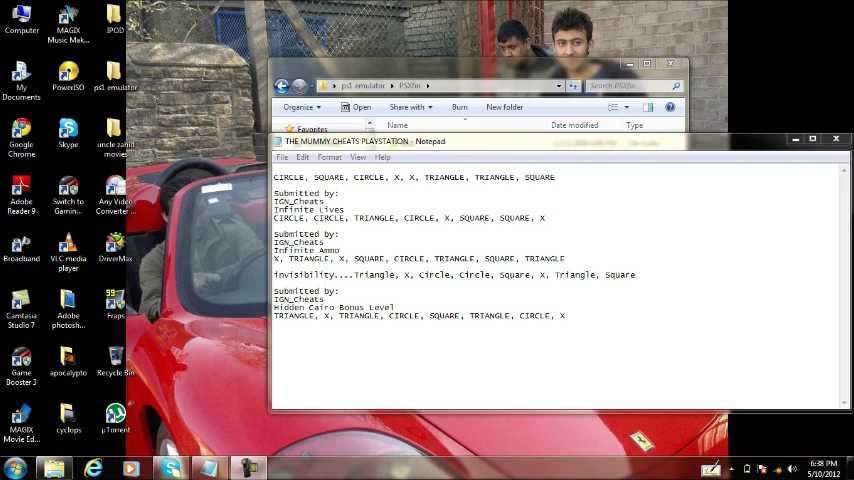 Computer
MAGIX Music Mak...
IPOD
My Documents
PowerISO
ps1 emulator
Google Chrome
Skype
uncle zahid movies
Adobe Reader 9
Switch to Gamin...
Any Video Converter ...
Broadband
VLC media player
DriverMax
Camtasia Studio 7
Adobe photosh...
Fraps
99
Game Booster 3
apocalypto
Recycle Bin
MAGIX Movie Ed...
cyclops
µTorrent
ps1 emulator
PSXfin
Search PSXfin
Organize
Open
Share with
Burn
New folder
Favorites
Name
Date modified
Type
THE MUMMY CHEATS PLAYSTATION - Notepad
File Edit Format View Help
CIRCLE, SQUARE, CIRCLE, X, X, TRIANGLE, TRIANGLE, SQUARE
Submitted by:
IGN_Cheats
Infinite Lives
CIRCLE, CIRCLE, TRIANGLE, CIRCLE, X, SQUARE, SQUARE, X
Submitted by:
IGN_Cheats
Infinite Ammo
X, TRIANGLE, X, SQUARE, CIRCLE, TRIANGLE, SQUARE, TRIANGLE
invisibility....Triangle, X, Circle, Circle, Square, X, Triangle, Square
Submitted by:
IGN_Cheats
Hidden Cairo Bonus Level
TRIANGLE, X, TRIANGLE, CIRCLE, SQUARE, TRIANGLE, CIRCLE, X
6:38 PM
5/10/2012